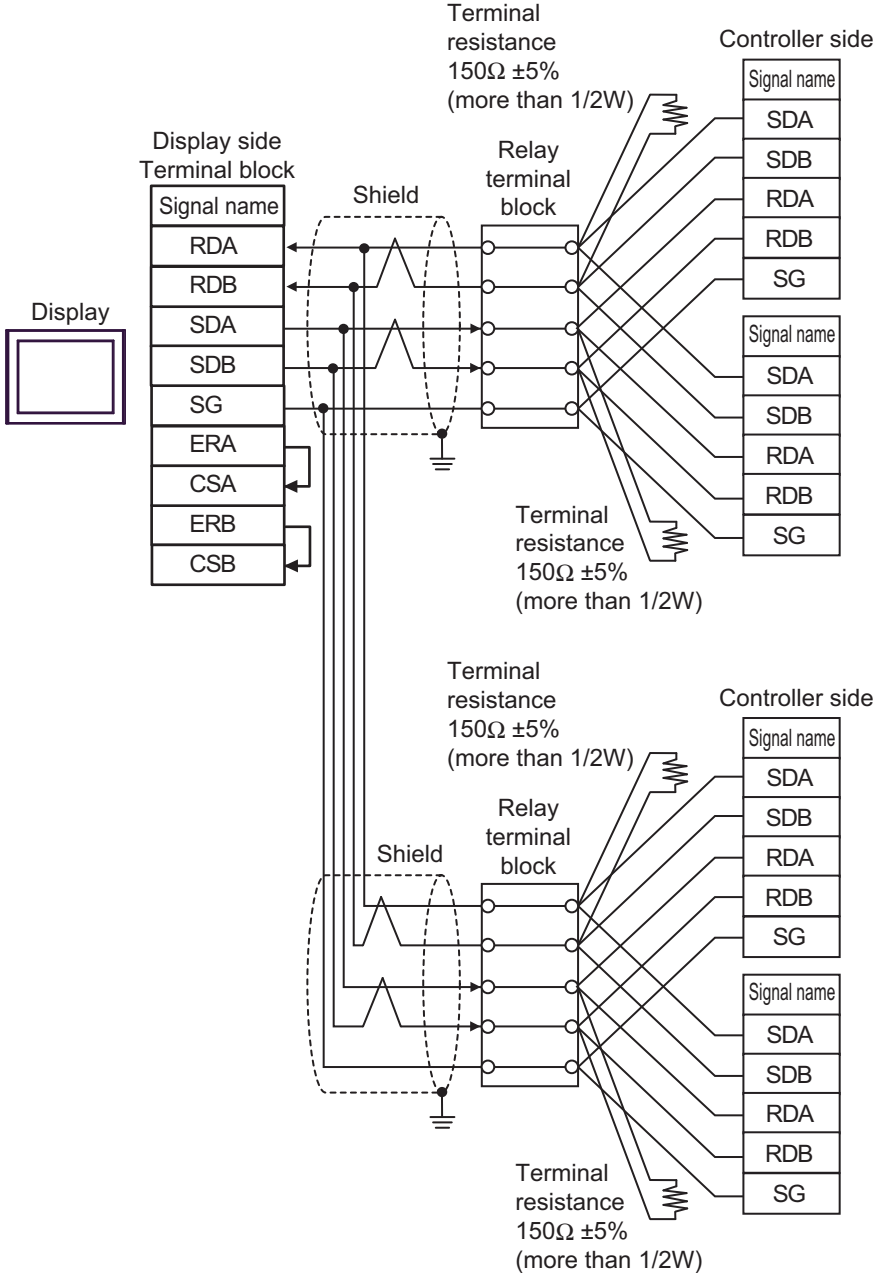 Terminal
resistance
150Ω ±5%
(more than 1/2W)
Controller side
Signal name
SDA
SDB
RDA
RDB
SG
Signal name
SDA
SDB
RDA
RDB
SG
Relay
terminal
block
Shield
Display side
Terminal block
Signal name
RDA
RDB
SDA
SDB
SG
ERA
CSA
ERB
CSB
Display
Terminal
resistance
150Ω ±5%
(more than 1/2W)
Terminal
resistance
150Ω ±5%
(more than 1/2W)
Controller side
Signal name
SDA
SDB
RDA
RDB
SG
Signal name
SDA
SDB
RDA
RDB
SG
Relay
terminal
block
Shield
Terminal
resistance
150Ω ±5%
(more than 1/2W)